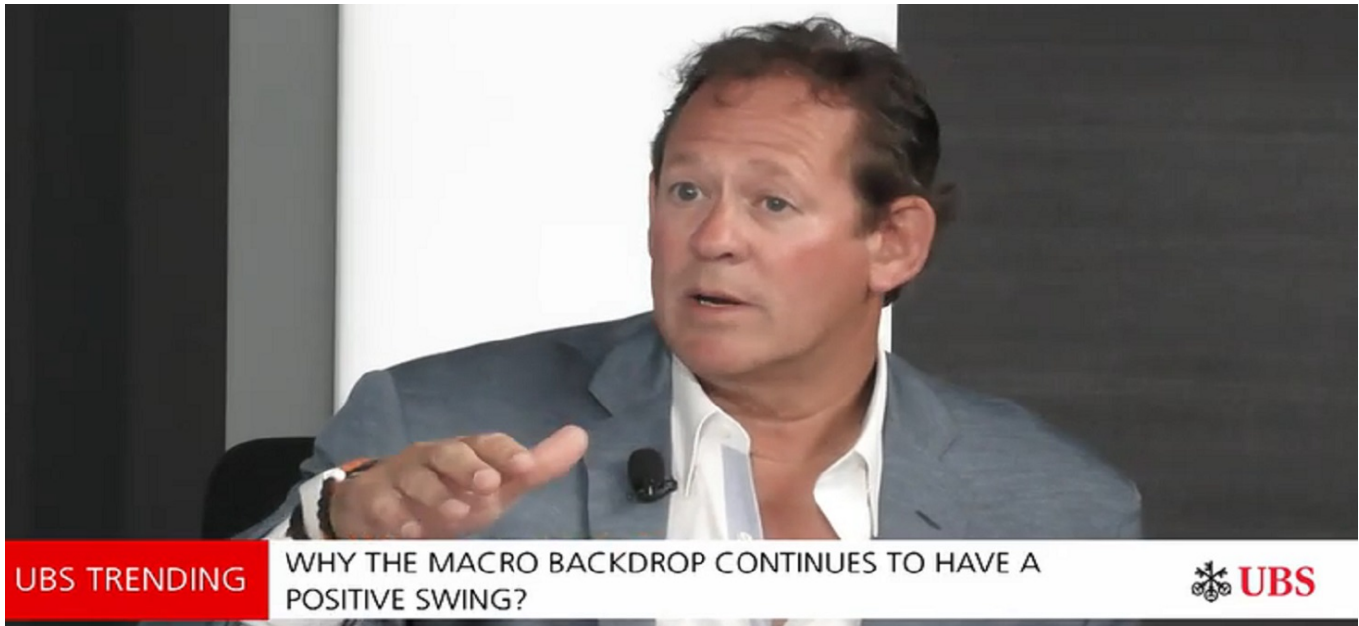 UBS TRENDING
WHY THE MACRO BACKDROP CONTINUES TO HAVE A
POSITIVE SWING?
UBS